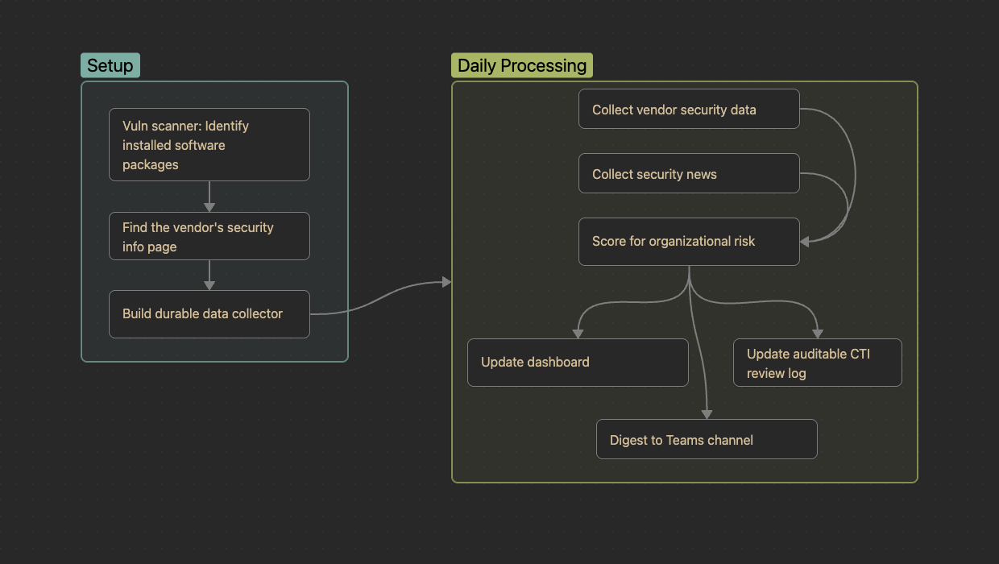 Setup
Vuln scanner: Identify
installed software
packages
Find the vendor's security
info page
Build durable data collector
Daily Processing
Collect vendor security data
Collect security news
Score for organizational risk
Update dashboard
Update auditable CTI
review log
Digest to Teams channel